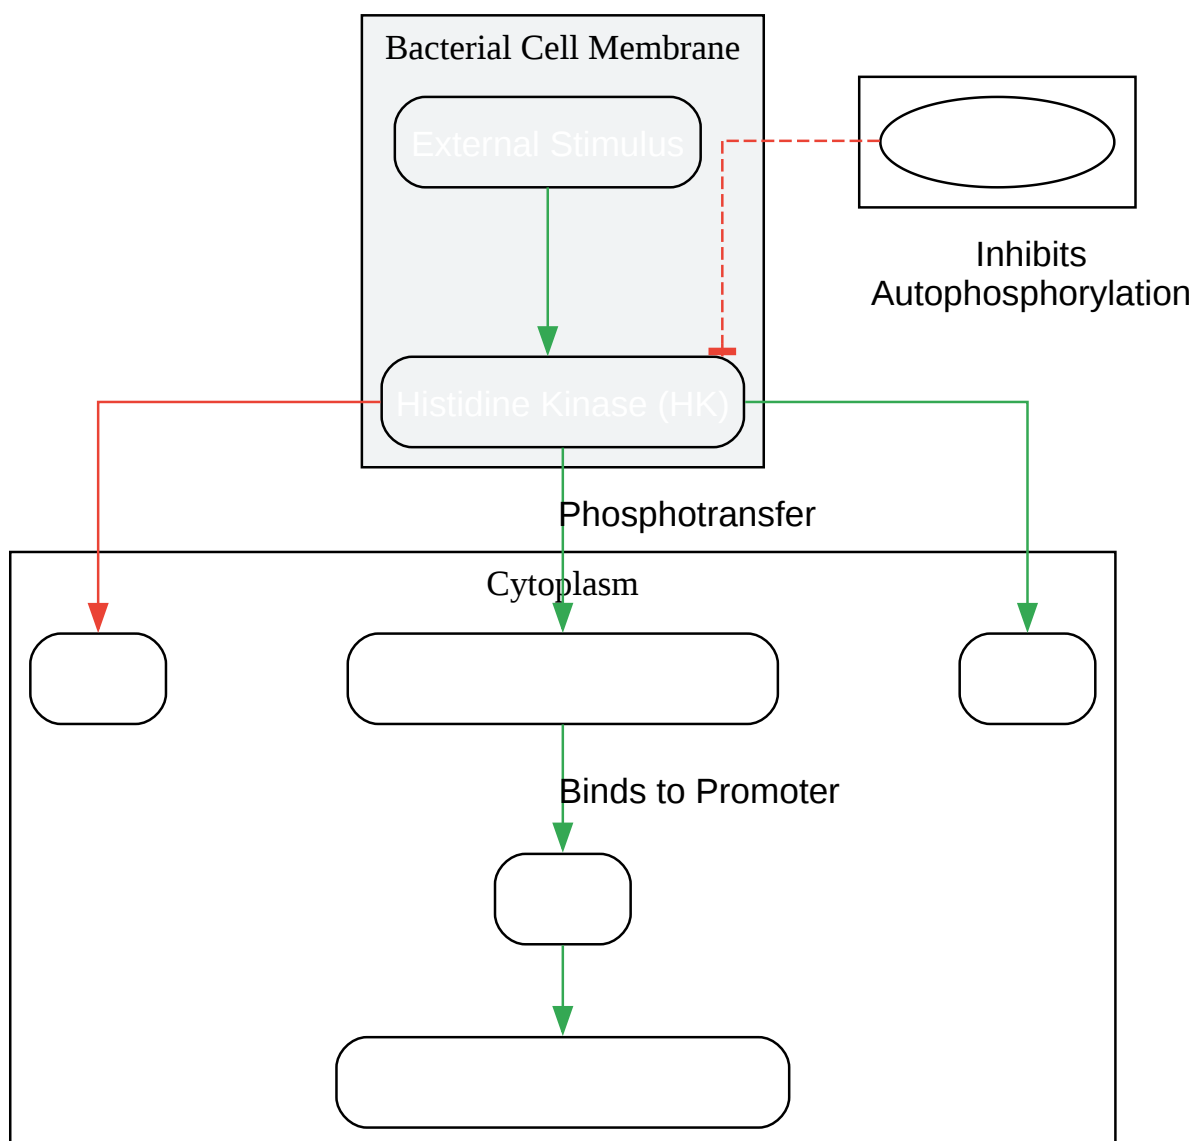 Bacterial Cell Membrane
External Stimulus
Inhibits
Autophosphorylation
Histidine Kinase (HK)
Phosphotransfer
Cytoplasm
Binds to Promoter